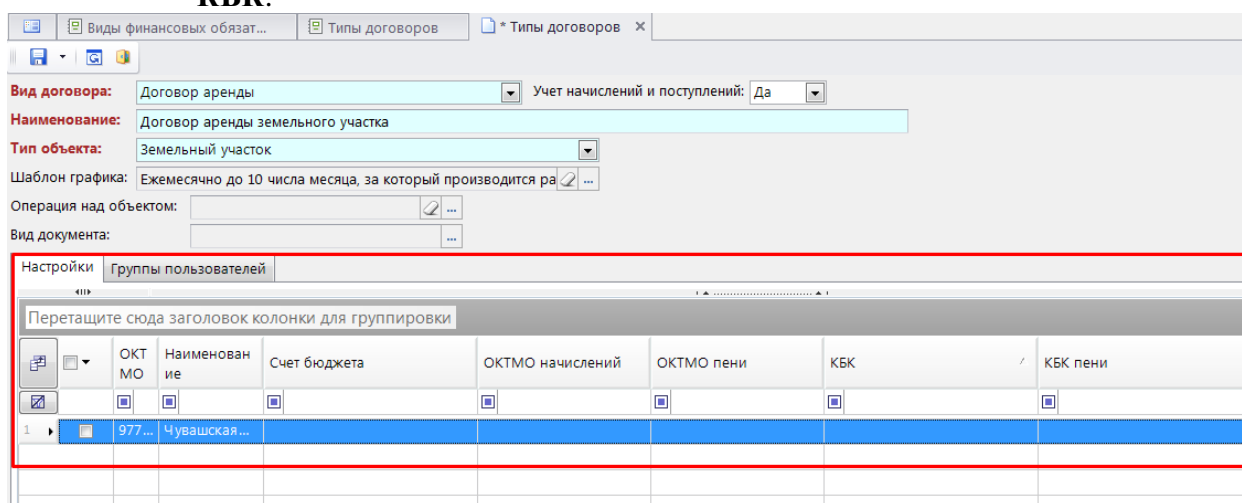 КБК.
Виды финансовых обязат...
Типы договоров
* Типы договоров
Вид договора: Договор аренды Учет начислений и поступлений: Да
Наименование: Договор аренды земельного участка
Тип объекта: Земельный участок
Шаблон графика: Ежемесячно до 10 числа месяца, за который производится ра ...
Операция над объектом: ...
Вид документа: ...
Настройки Группы пользователей
Перетащите сюда заголовок колонки для группировки
ОКТ
МО
Наименован
ие
Счет бюджета
ОКТМО начислений
ОКТМО пени
КБК
КБК пени
1 977... Чувашская...